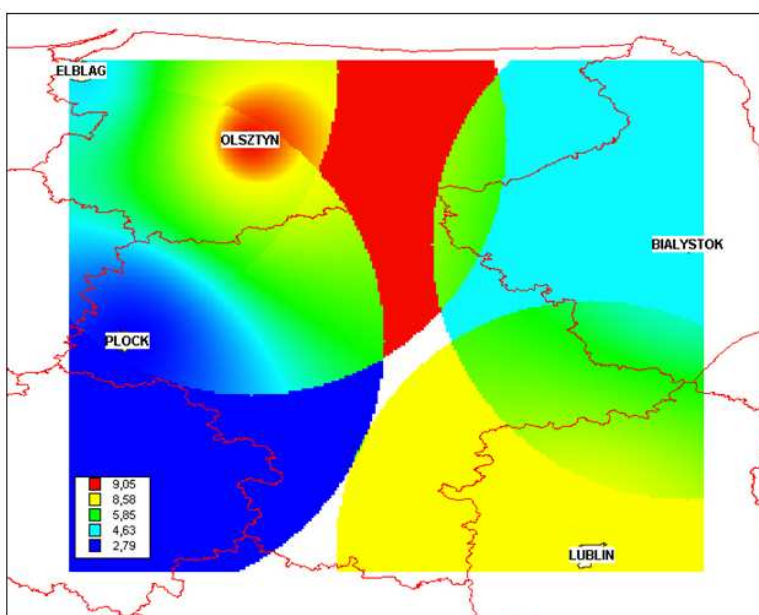 ELBLAG
OLSZTYN
BIALYSTOK
PLOCK
9,05
8,58
5,85
4,63
2,79
LUBLIN